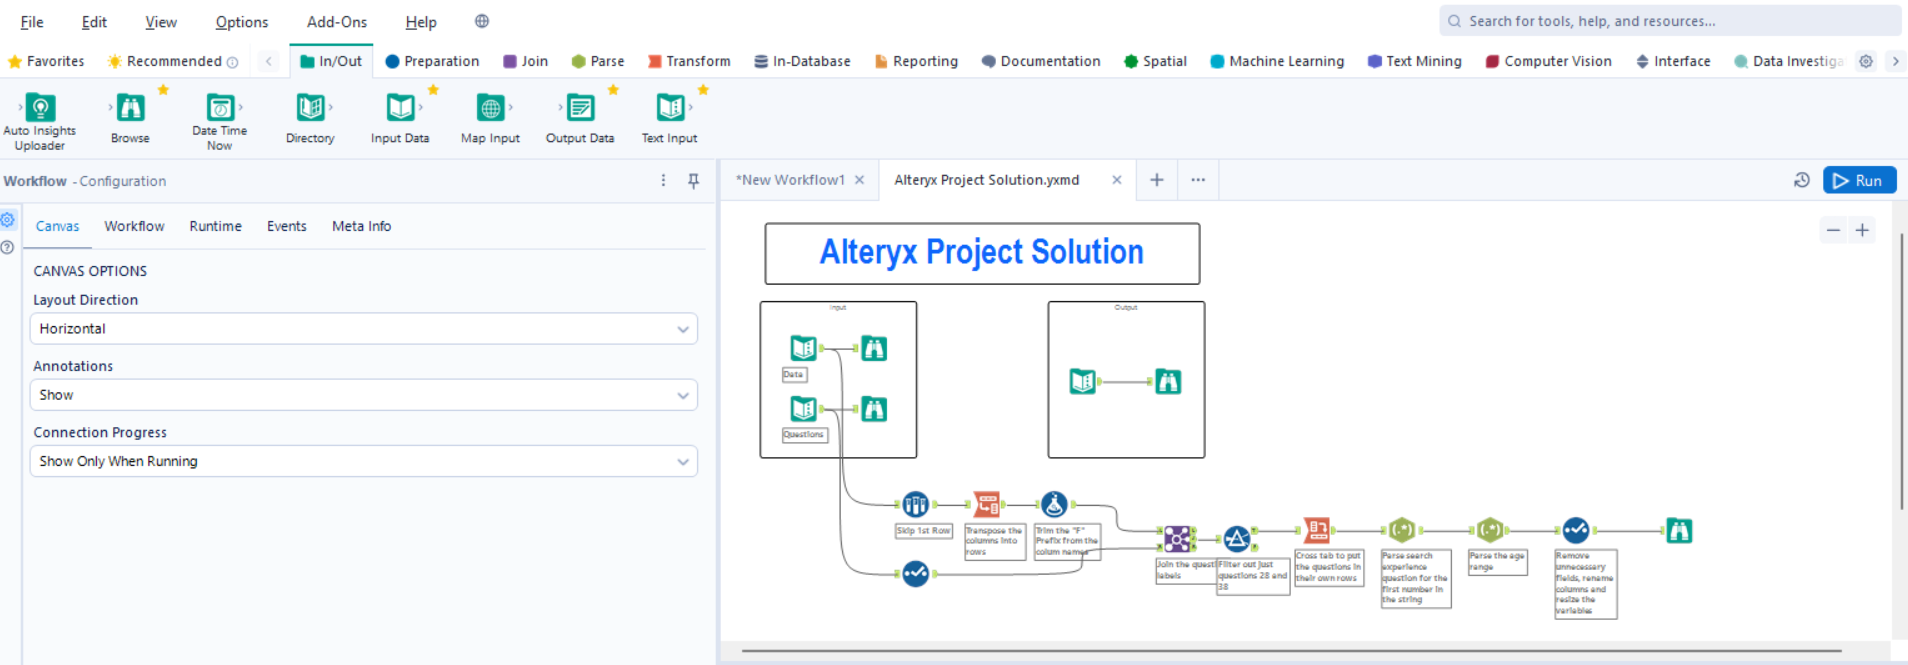 File Edit View Options Add-Ons Help
Search for tools, help, and resources...
Favorites Recommended In/Out Preparation Join Parse Transform In-Database Reporting Documentation Spatial Machine Learning Text Mining Computer Vision Interface Data Investiga
Auto Insights Uploader Browse Date Time Now Directory Input Data Map Input Output Data Text Input
Workflow - Configuration
*New Workflow1
Alteryx Project Solution.yxmd
Run
Canvas Workflow Runtime Events Meta Info
CANVAS OPTIONS
Layout Direction
Horizontal
Annotations
Show
Connection Progress
Show Only When Running
Alteryx Project Solution
Input
Output
Data
Questions
Skip 1st Row
Transpose the
columns into
rows
Trim the "F"
Prefix from the
colum names
Join the quest
labels
Filter out just
questions 28 and
38
Cross tab to put
the questions in
their own rows
Parse search
experience
question for the
first number in
the string
Parse the age
range
Remove
unnecessary
fields, rename
columns and
resize the
variables